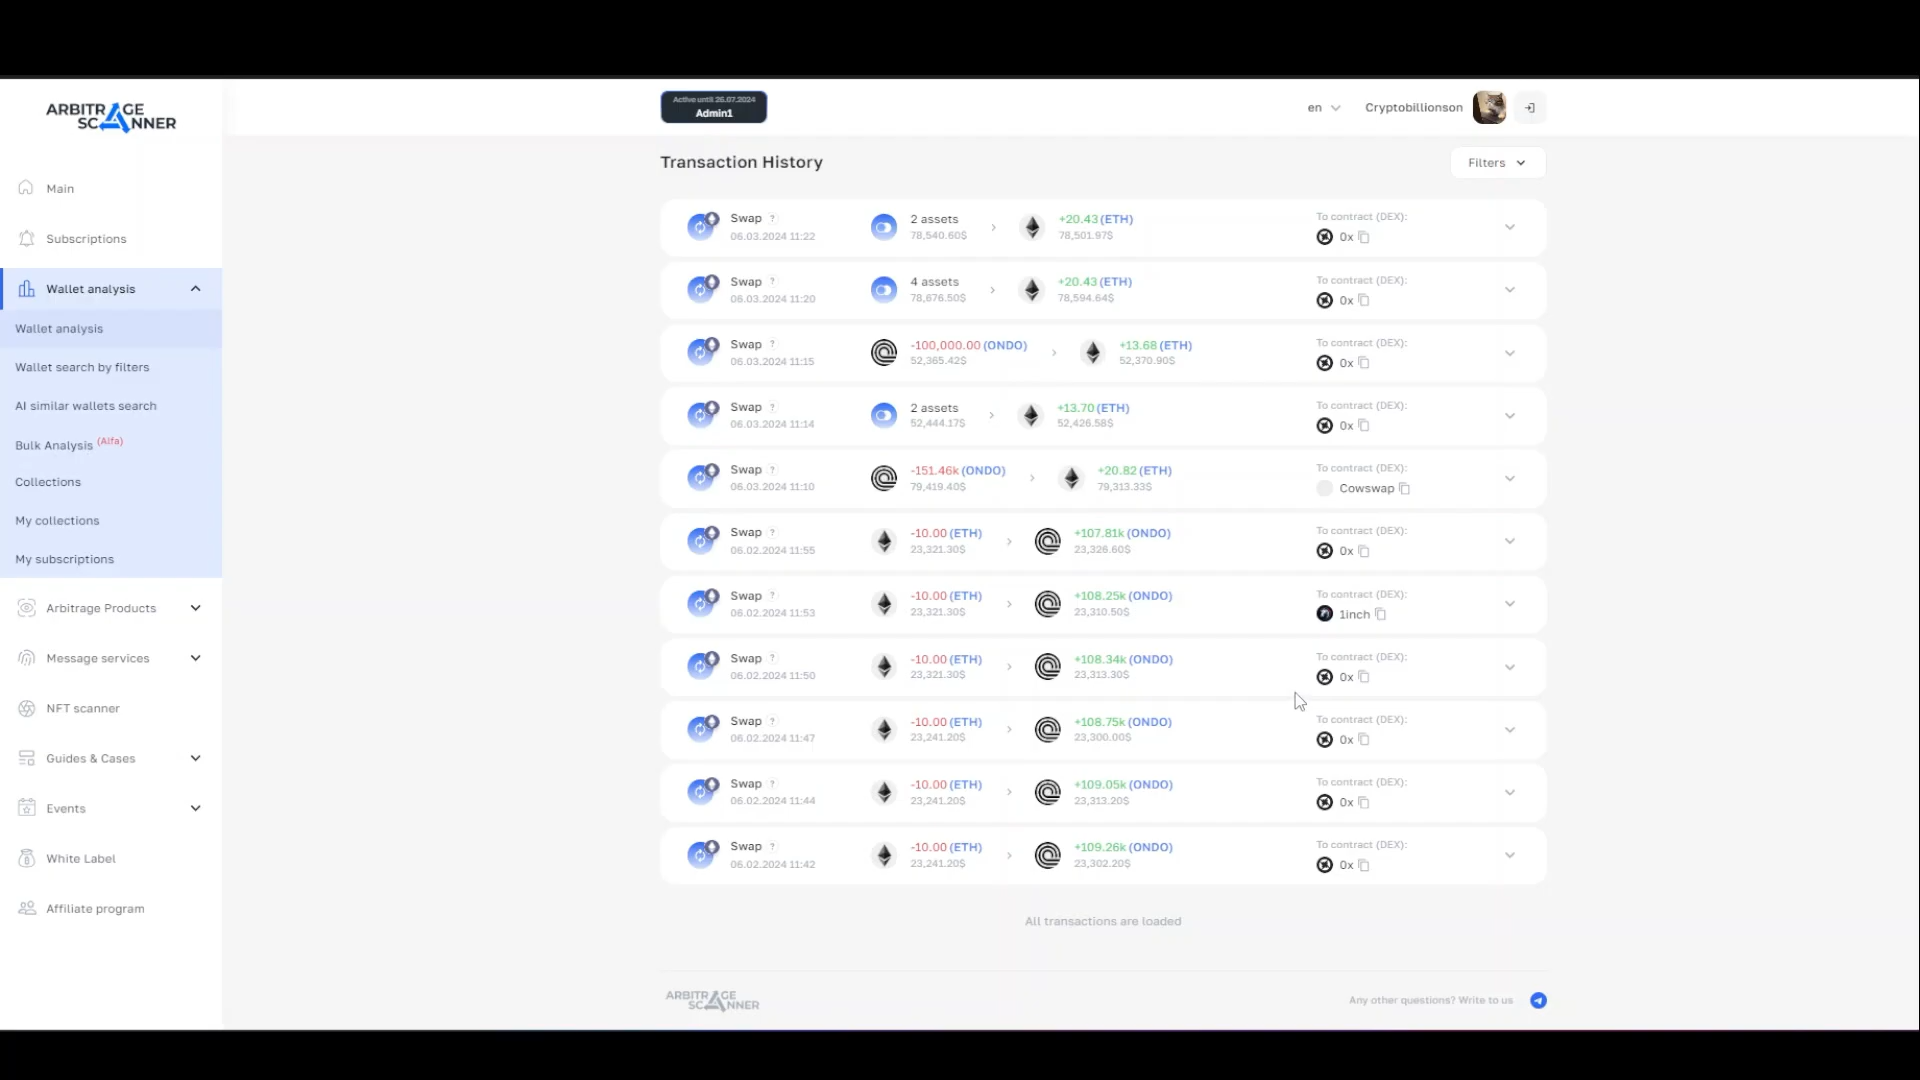 ARBITRAGE
SCANNER
Main
Subscriptions
Wallet analysis
Wallet analysis
Wallet search by filters
AI similar wallets search
Bulk Analysis (Alfa)
Collections
My collections
My subscriptions
Arbitrage Products
Message services
NFT scanner
Guides & Cases
Events
White Label
Affiliate program
Active until 26.07.2024
Admin1
en
Cryptobillionson
Transaction History
Filters
Swap ? 2 assets +20.43 (ETH) To contract (DEX):
06.03.2024 11:22 78,540.60$ 78,501.97$ 0x
Swap ? 4 assets +20.43 (ETH) To contract (DEX):
06.03.2024 11:20 78,676.50$ 78,594.64$ 0x
Swap ? -100,000.00 (ONDO) +13.68 (ETH) To contract (DEX):
06.03.2024 11:15 52,365.42$ 52,370.90$ 0x
Swap ? 2 assets +13.70 (ETH) To contract (DEX):
06.03.2024 11:14 52,444.17$ 52,426.58$ 0x
Swap ? -151.46k (ONDO) +20.82 (ETH) To contract (DEX):
06.03.2024 11:10 79,419.40$ 79,313.33$ Cowswap
Swap ? -10.00 (ETH) +107.81k (ONDO) To contract (DEX):
06.02.2024 11:55 23,321.30$ 23,326.60$ 0x
Swap ? -10.00 (ETH) +108.25k (ONDO) To contract (DEX):
06.02.2024 11:53 23,321.30$ 23,310.50$ 1inch
Swap ? -10.00 (ETH) +108.34k (ONDO) To contract (DEX):
06.02.2024 11:50 23,321.30$ 23,313.30$ 0x
Swap ? -10.00 (ETH) +108.75k (ONDO) To contract (DEX):
06.02.2024 11:47 23,241.20$ 23,300.00$ 0x
Swap ? -10.00 (ETH) +109.05k (ONDO) To contract (DEX):
06.02.2024 11:44 23,241.20$ 23,313.20$ 0x
Swap ? -10.00 (ETH) +109.26k (ONDO) To contract (DEX):
06.02.2024 11:42 23,241.20$ 23,302.20$ 0x
All transactions are loaded
ARBITRAGE
SCANNER
Any other questions? Write to us